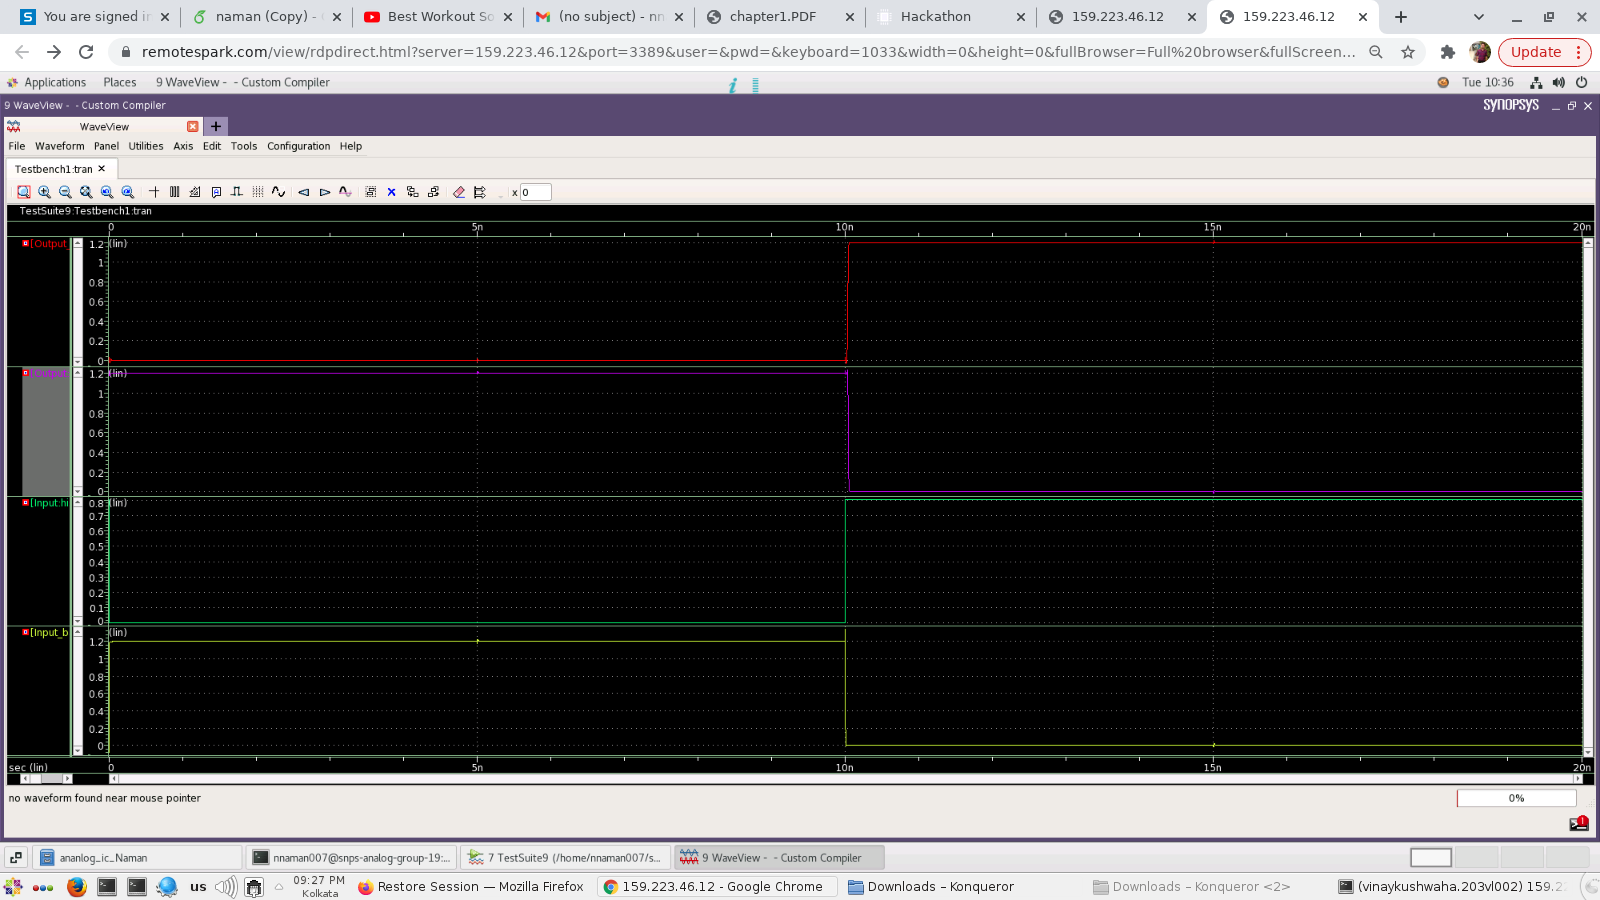 You are signed in
naman (Copy) -
Best Workout So
(no subject) - nn
chapter1.PDF
Hackathon
159.223.46.12
159.223.46.12
remotespark.com/view/rdpdirect.html?server=159.223.46.12&port=3389&user=&pwd=&keyboard=1033&width=0&height=0&fullBrowser=Full%20browser&fullScreen...
Update
Applications Places 9 WaveView - - Custom Compiler
Tue 10:36
9 WaveView - - Custom Compiler
SYNOPSYS
WaveView
File Waveform Panel Utilities Axis Edit Tools Configuration Help
Testbench1:tran
x 0
TestSuite9:Testbench1:tran
0 5n 10n 15n 20n
[Output_
1.2 (lin)
1
0.8
0.6
0.4
0.2
0
[Output:
1.2 (lin)
1
0.8
0.6
0.4
0.2
0
[Input:hi
0.8 (lin)
0.7
0.6
0.5
0.4
0.3
0.2
0.1
0
[Input_b
(lin)
1.2
1
0.8
0.6
0.4
0.2
0
sec (lin)
0 5n 10n 15n 20n
no waveform found near mouse pointer
0%
1
ananlog_ic_Naman
nnaman007@snps-analog-group-19:...
7 TestSuite9 (/home/nnaman007/s...
9 WaveView - - Custom Compiler
us
09:27 PM
Kolkata
Restore Session — Mozilla Firefox
159.223.46.12 - Google Chrome
Downloads – Konqueror
Downloads – Konqueror <2>
(vinaykushwaha.203vl002) 159.22